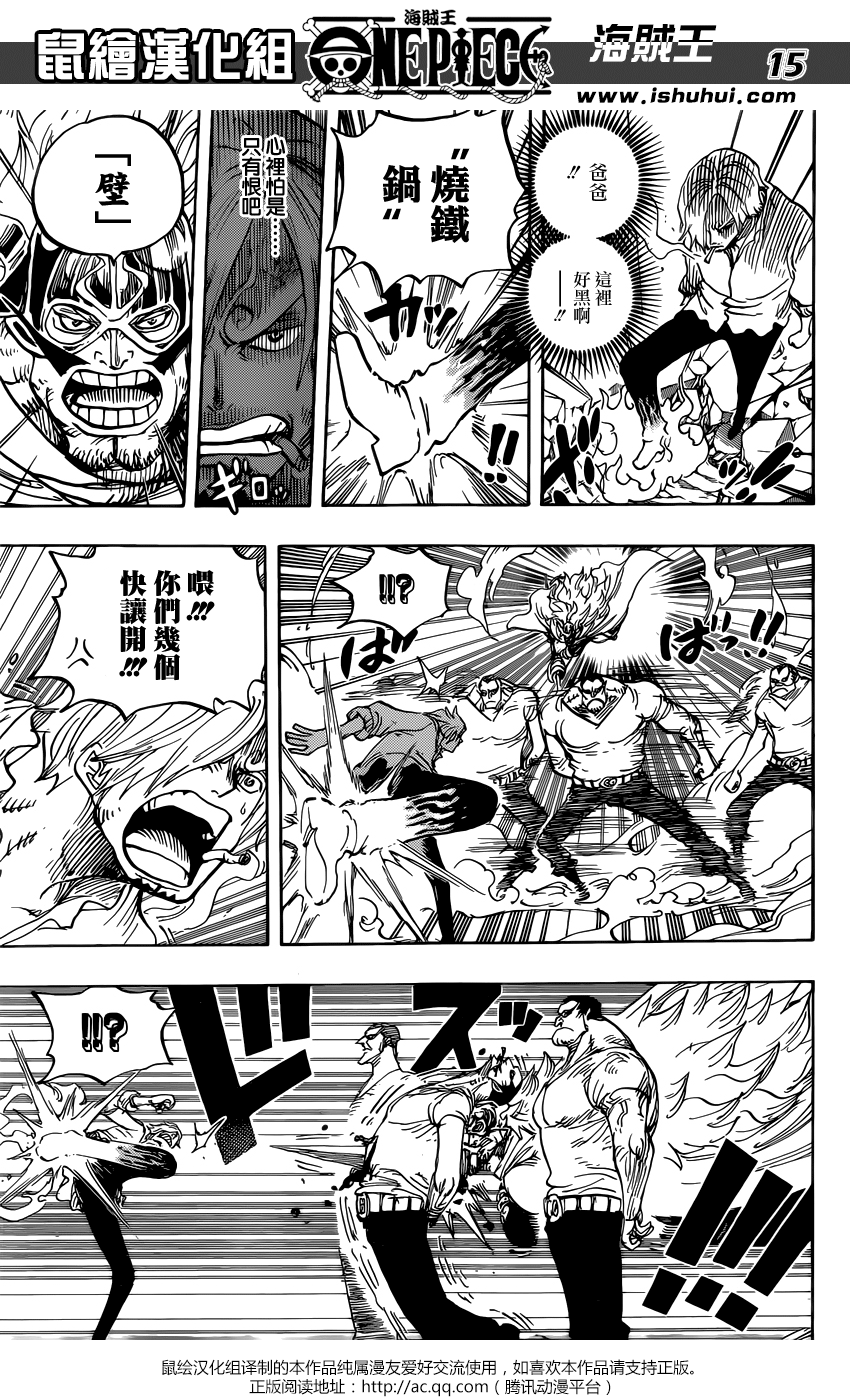 鼠繪漢化組
海賊王
ONE PIECE
海賊王
15
www.ishuhui.com
爸爸
!!
這裡
好黑啊
——!!
“燒鐵
鍋“
ガッ
!!
心裡怕是……
只有恨吧
ギロッ
「壁」
!!?
ばっ!!
喂!!!
你們幾個
快讓開!!!
!!?
ズッ
!!!
鼠绘汉化组译制的本作品纯属漫友爱好交流使用，如喜欢本作品请支持正版。
正版阅读地址：http://ac.qq.com（腾讯动漫平台）